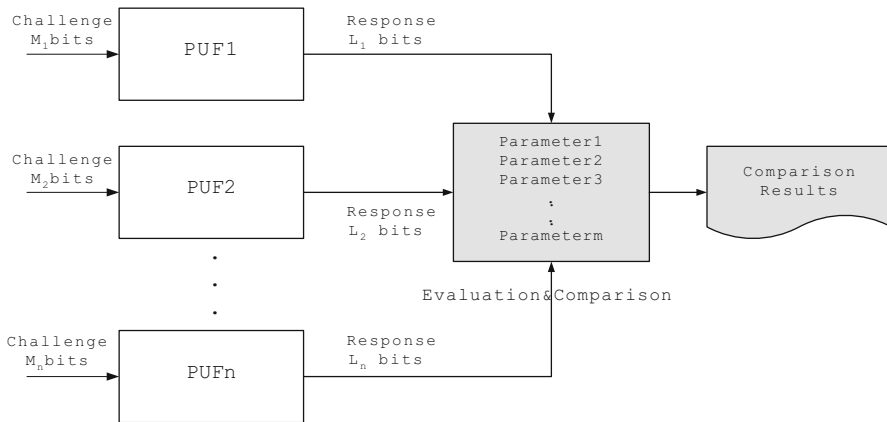 Challenge
M₁bits
PUF1
Response
L₁ bits
Challenge
M₂bits
PUF2
Response
L₂ bits
Challenge
Mₙbits
PUFn
Response
Lₙ bits
Parameter1
Parameter2
Parameter3
:
:
Parameterm
Evaluation&Comparison
Comparison
Results